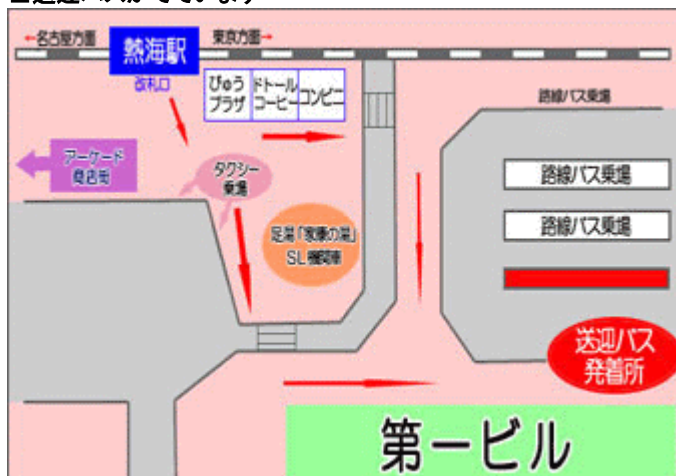 ←名古屋方面
熱海駅
東京方面→
改札口
びゅう
プラザ
ドトール
コーヒー
コンビニ
路線バス乗場
アーケード
商店街
タクシー
乗場
路線バス乗場
路線バス乗場
足湯「家康の湯」
SL機関車
送迎バス
発着所
第一ビル